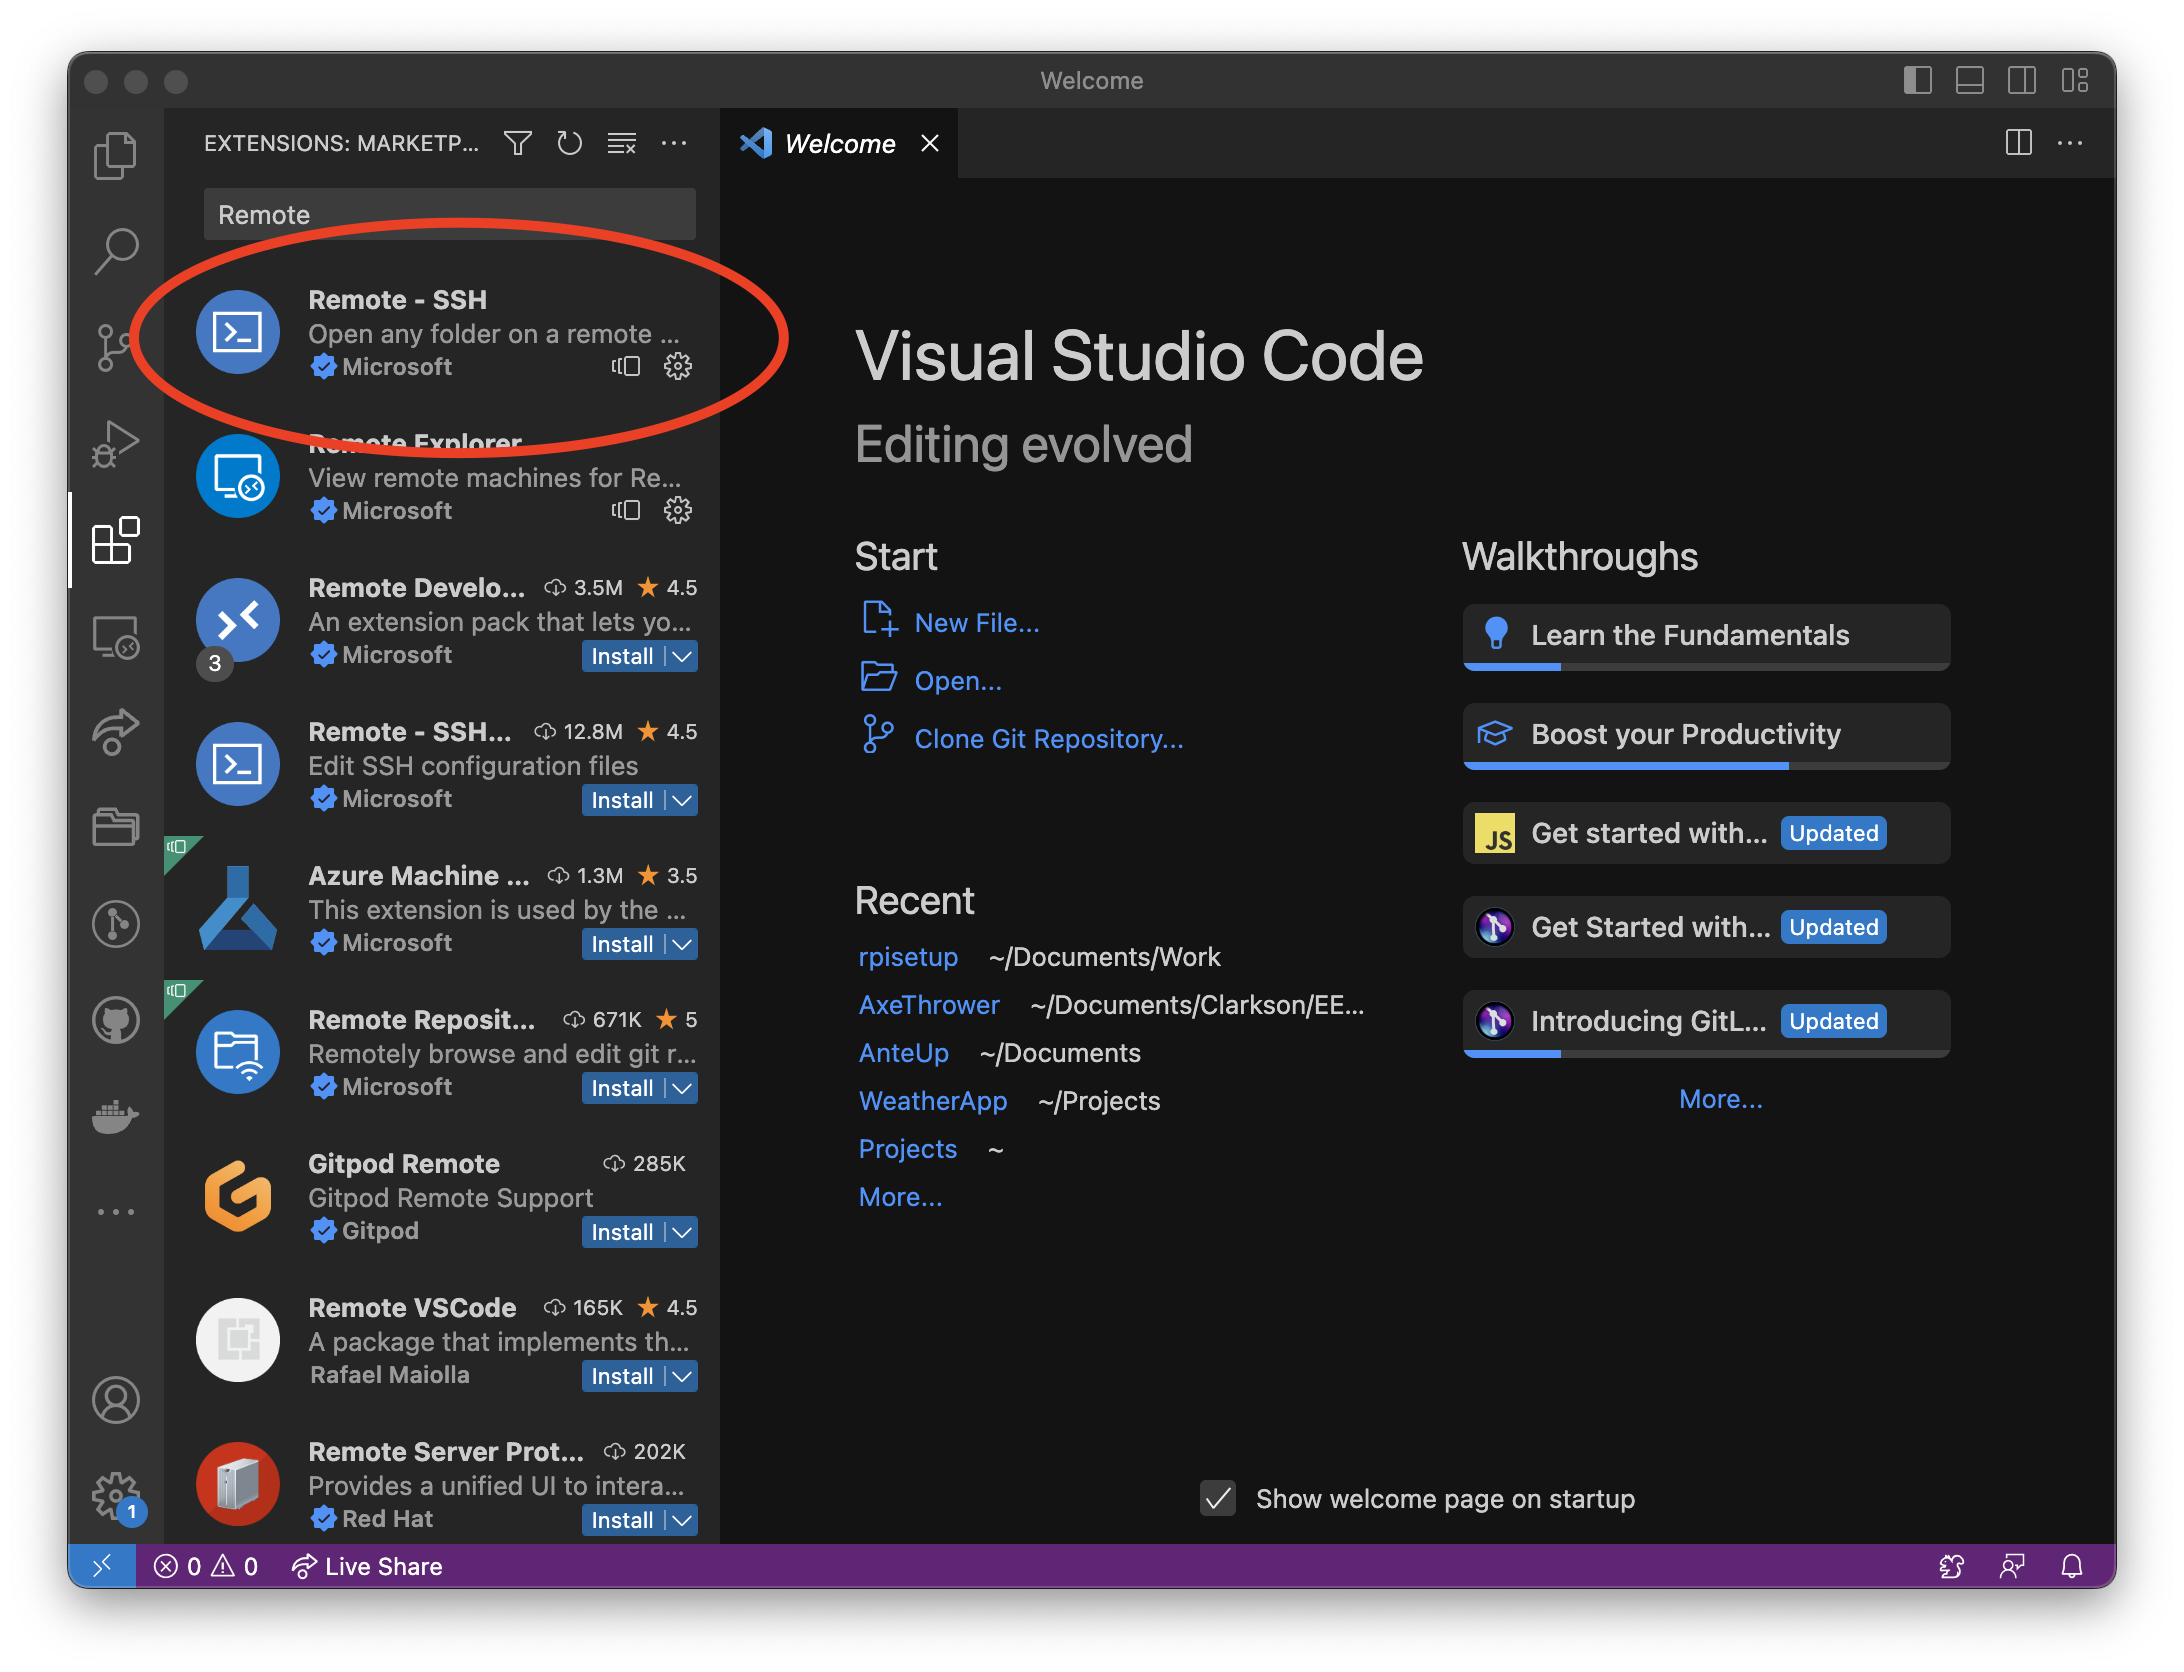 Welcome
EXTENSIONS: MARKETP...
Remote
Remote - SSH
Open any folder on a remote ...
Microsoft
Remote Explorer
View remote machines for Re...
Microsoft
Remote Develo... 3.5M 4.5
An extension pack that lets yo...
Microsoft Install
3
Remote - SSH... 12.8M 4.5
Edit SSH configuration files
Microsoft Install
Azure Machine ... 1.3M 3.5
This extension is used by the ...
Microsoft Install
Remote Reposit... 671K 5
Remotely browse and edit git r...
Microsoft Install
Gitpod Remote 285K
Gitpod Remote Support
Gitpod Install
Remote VSCode 165K 4.5
A package that implements th...
Rafael Maiolla Install
Remote Server Prot... 202K
Provides a unified UI to intera...
Red Hat Install
1
Welcome
Visual Studio Code
Editing evolved
Start
New File...
Open...
Clone Git Repository...
Recent
rpisetup ~/Documents/Work
AxeThrower ~/Documents/Clarkson/EE...
AnteUp ~/Documents
WeatherApp ~/Projects
Projects ~
More...
Walkthroughs
Learn the Fundamentals
Boost your Productivity
JS Get started with... Updated
Get Started with... Updated
Introducing GitL... Updated
More...
Show welcome page on startup
0 0 Live Share